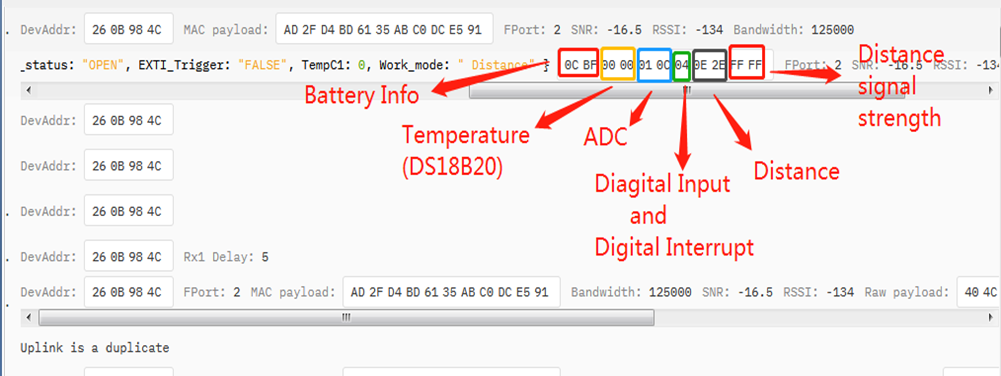 . DevAddr: 26 0B 98 4C MAC payload: AD 2F D4 BD 61 35 AB C0 DC E5 91 FPort: 2 SNR: -16.5 RSSI: -134 Bandwidth: 125000
_status: "OPEN", EXTI_Trigger: "FALSE", TempC1: 0, Work_mode: " Distance" } 0C BF 00 00 01 0C 04 0E 2E FF FF FPort: 2 SNR: -16.5 RSSI: -134
Battery Info
Temperature
(DS18B20)
ADC
Diagital Input
and
Digital Interrupt
Distance
Distance
signal
strength
DevAddr: 26 0B 98 4C
DevAddr: 26 0B 98 4C
. DevAddr: 26 0B 98 4C
. DevAddr: 26 0B 98 4C Rx1 Delay: 5
. DevAddr: 26 0B 98 4C FPort: 2 MAC payload: AD 2F D4 BD 61 35 AB C0 DC E5 91 Bandwidth: 125000 SNR: -16.5 RSSI: -134 Raw payload: 40 4C
Uplink is a duplicate